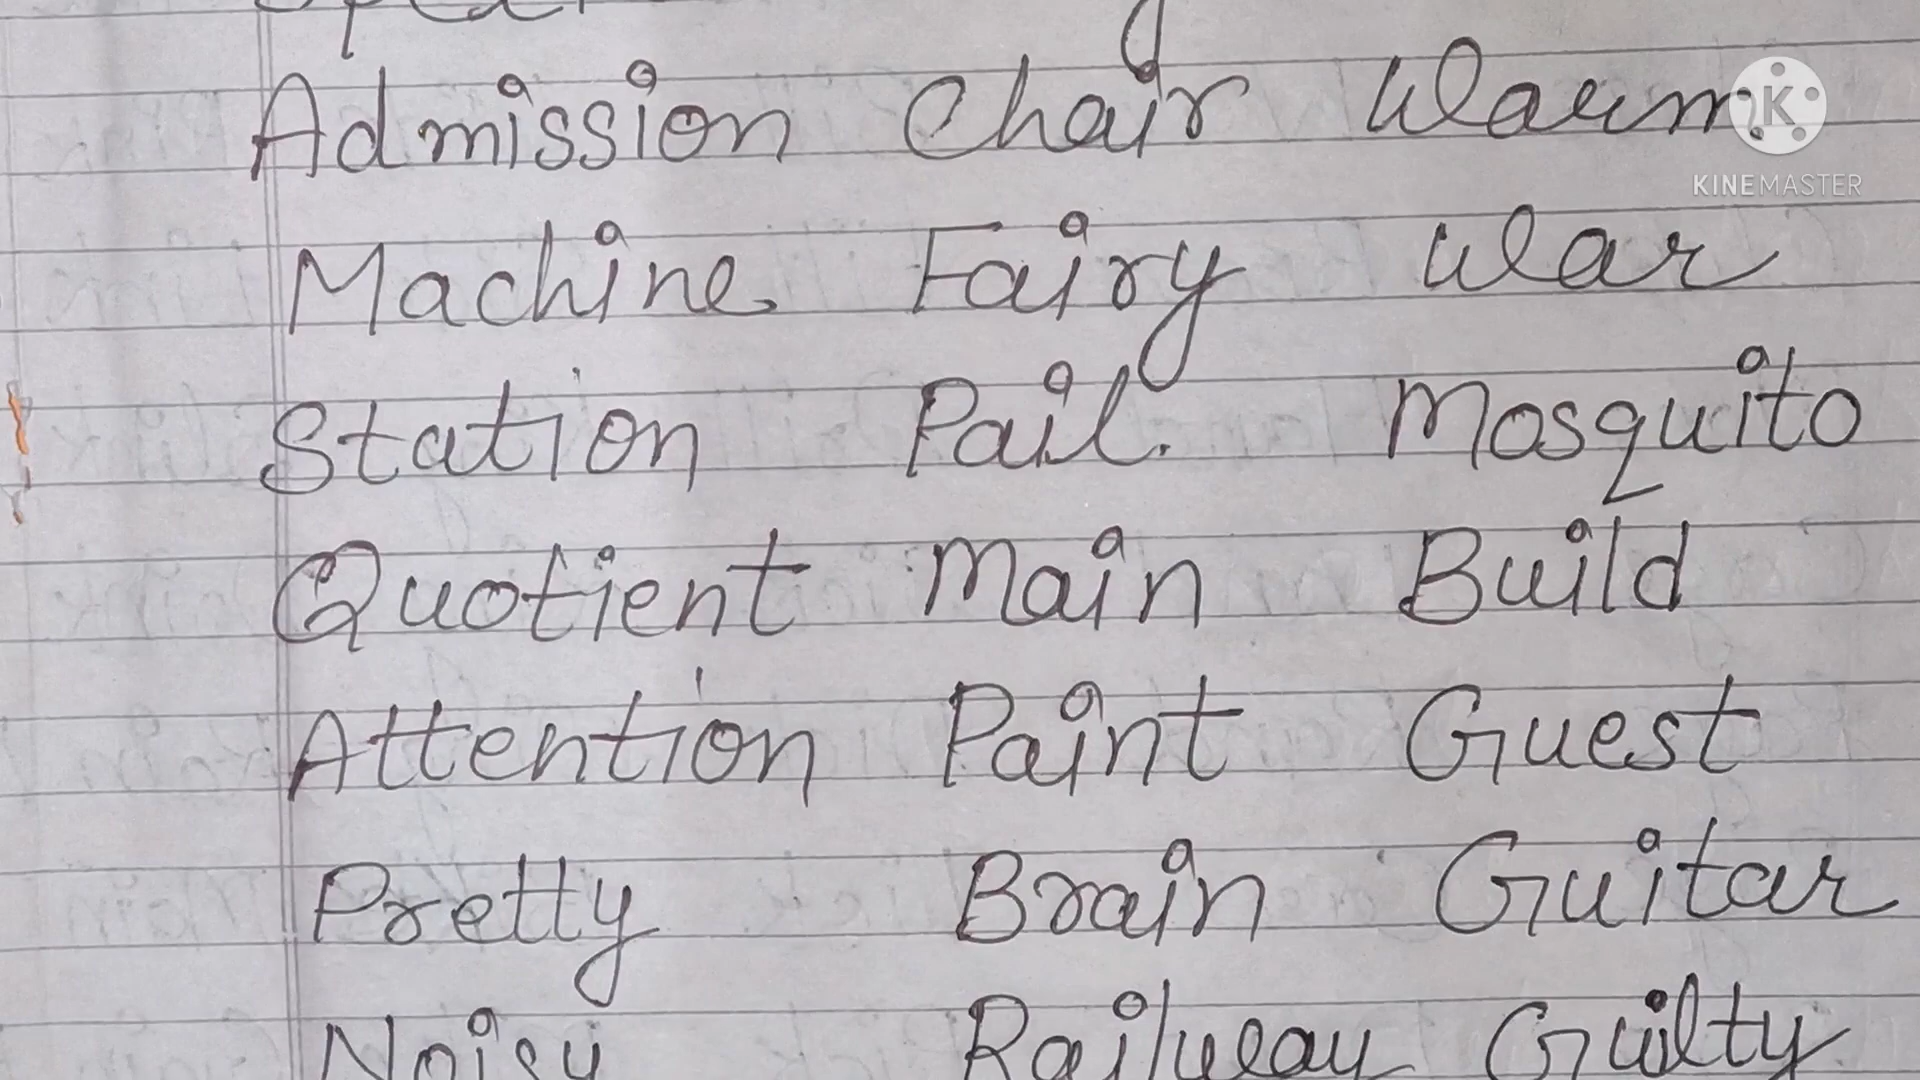 Admission Chair Warm
K
KINEMASTER
Machine Fairy War
Station Pail. Mosquito
Quotient Main Build
Attention Paint Guest
Pretty Brain Guitar
Noisy Railway Guilty